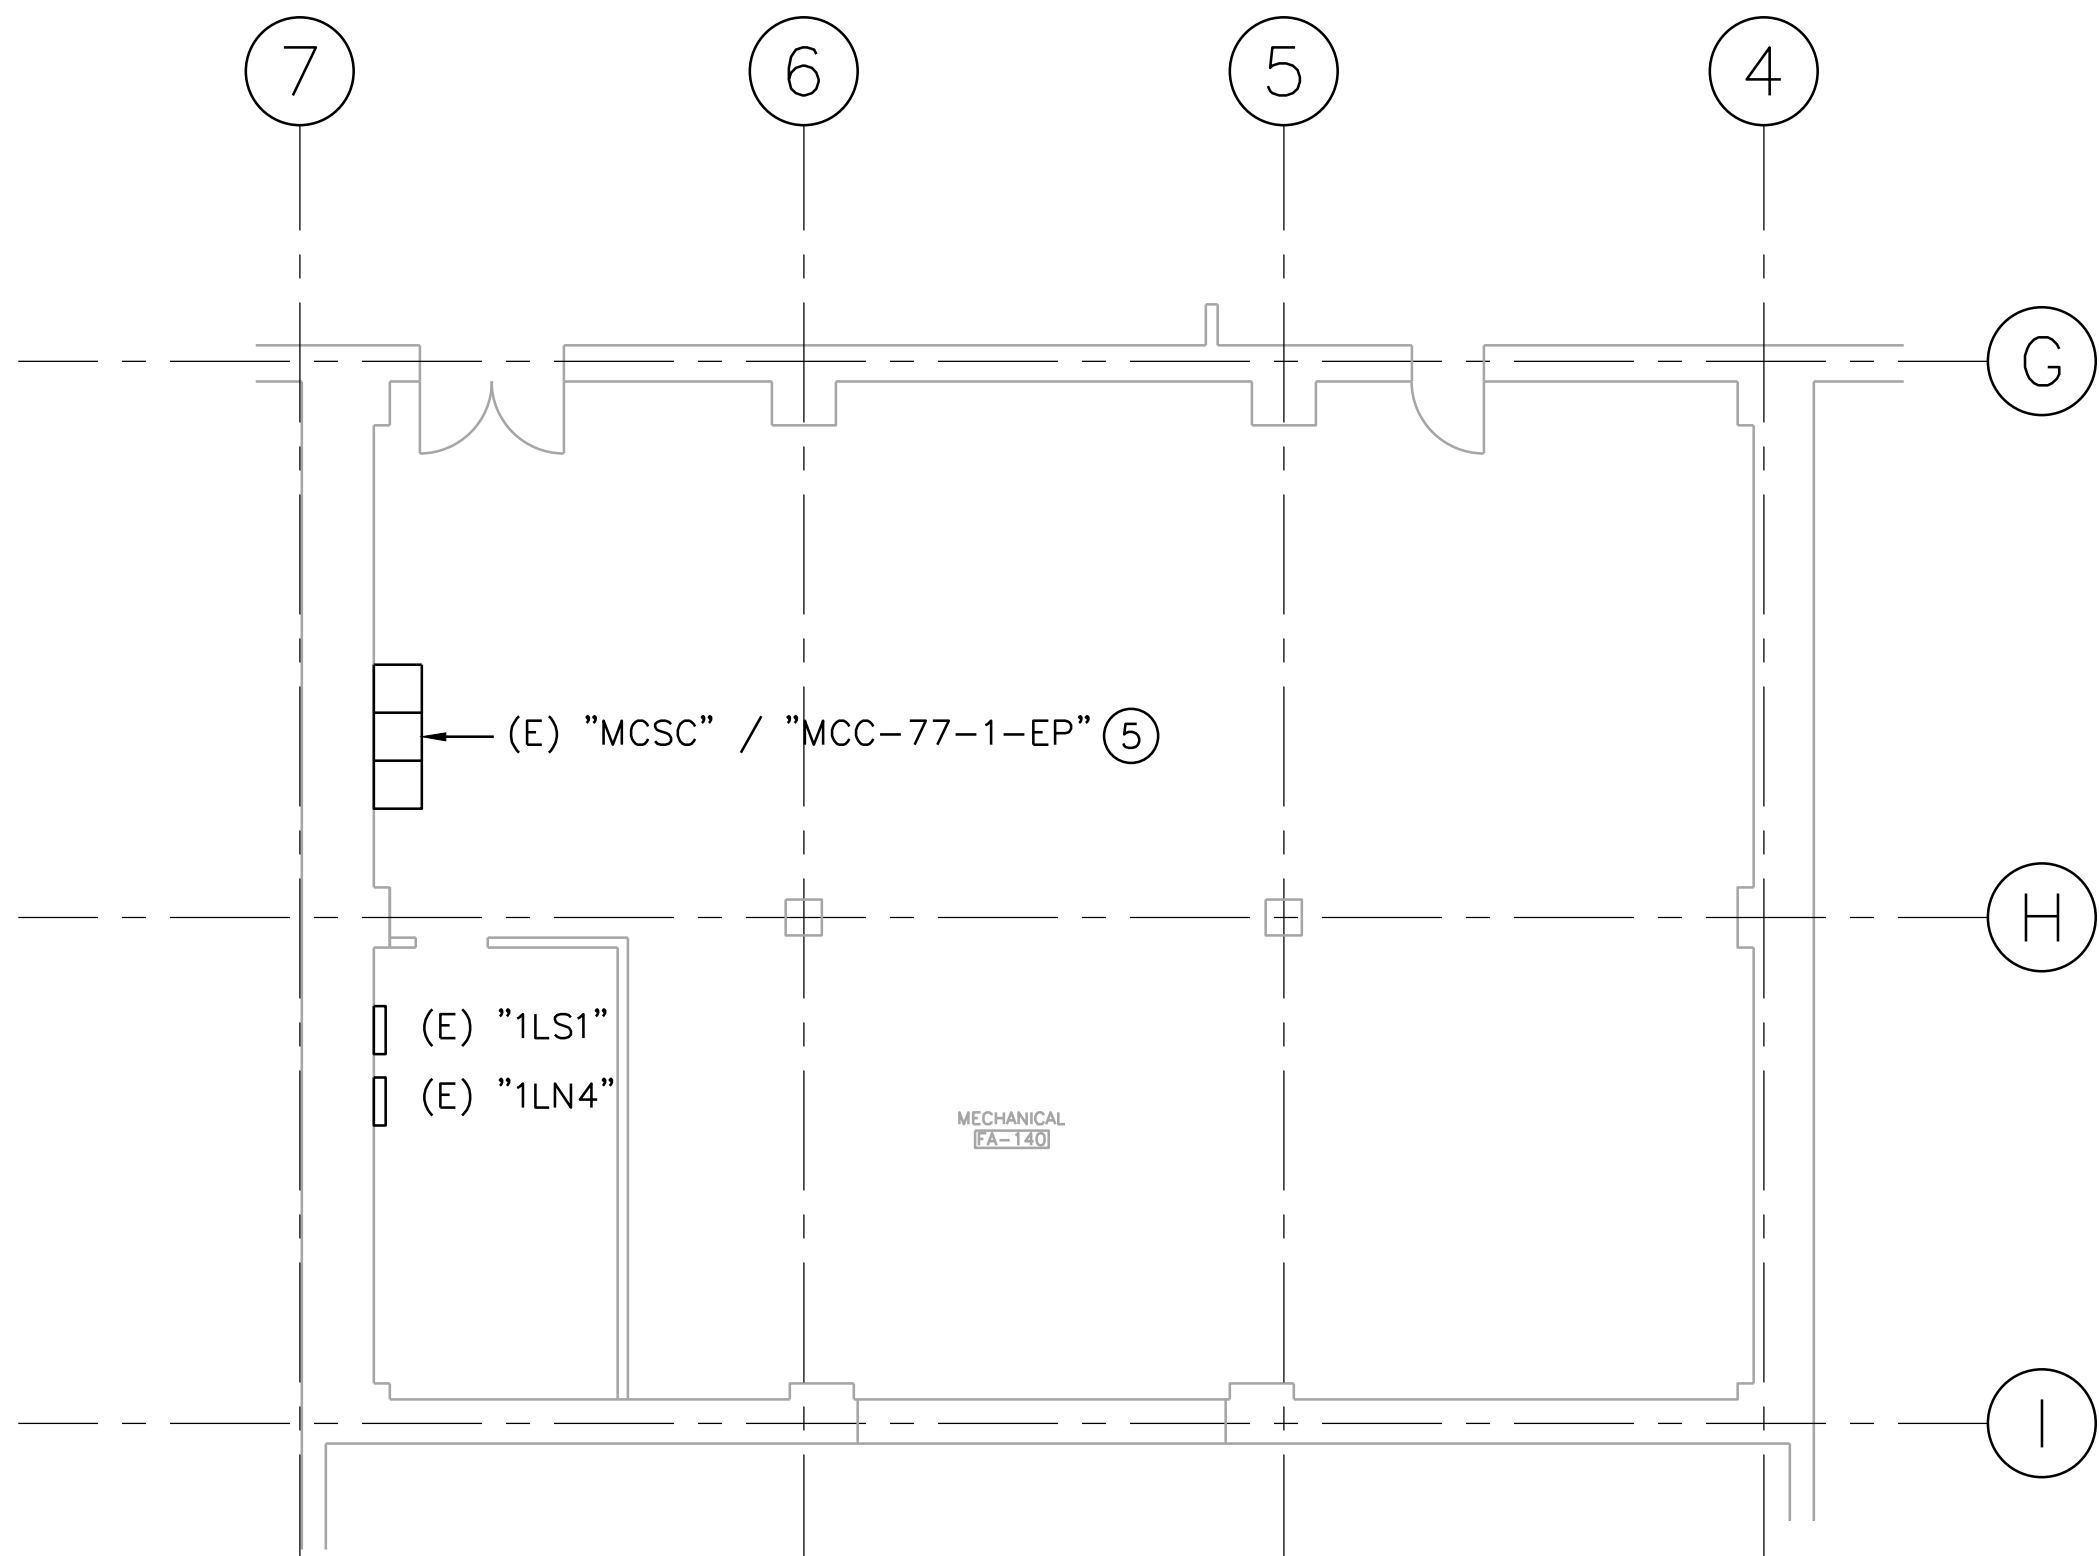 7 6 5 4
G
(E) "MCSC" / "MCC-77-1-EP" 5
H
(E) "1LS1"
(E) "1LN4"
MECHANICAL
FA-140
I